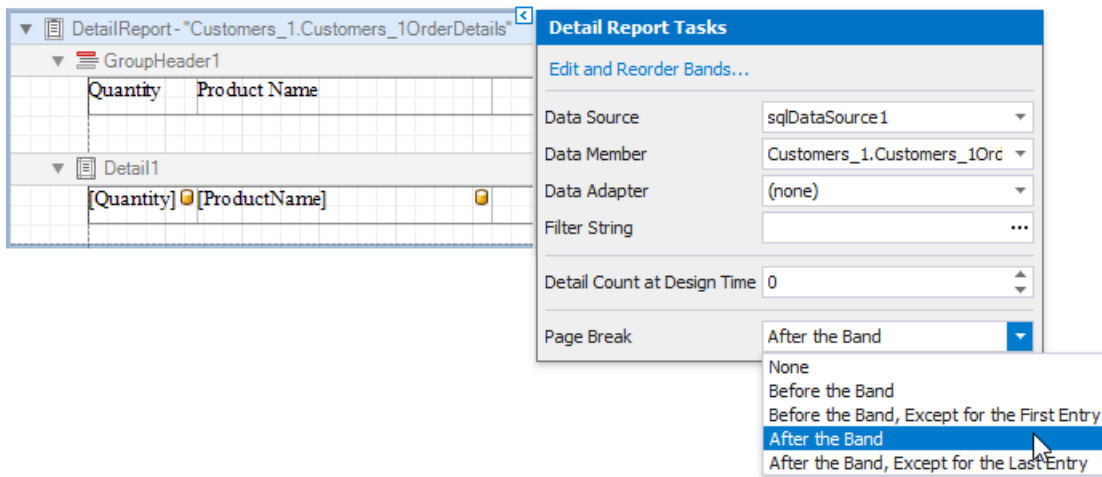 DetailReport - "Customers_1.Customers_1OrderDetails"
GroupHeader1
Quantity Product Name
Detail1
[Quantity] [ProductName]
Detail Report Tasks
Edit and Reorder Bands...
Data Source sqlDataSource1
Data Member Customers_1.Customers_1Ord
Data Adapter (none)
Filter String ...
Detail Count at Design Time 0
Page Break After the Band
None
Before the Band
Before the Band, Except for the First Entry
After the Band
After the Band, Except for the Last Entry